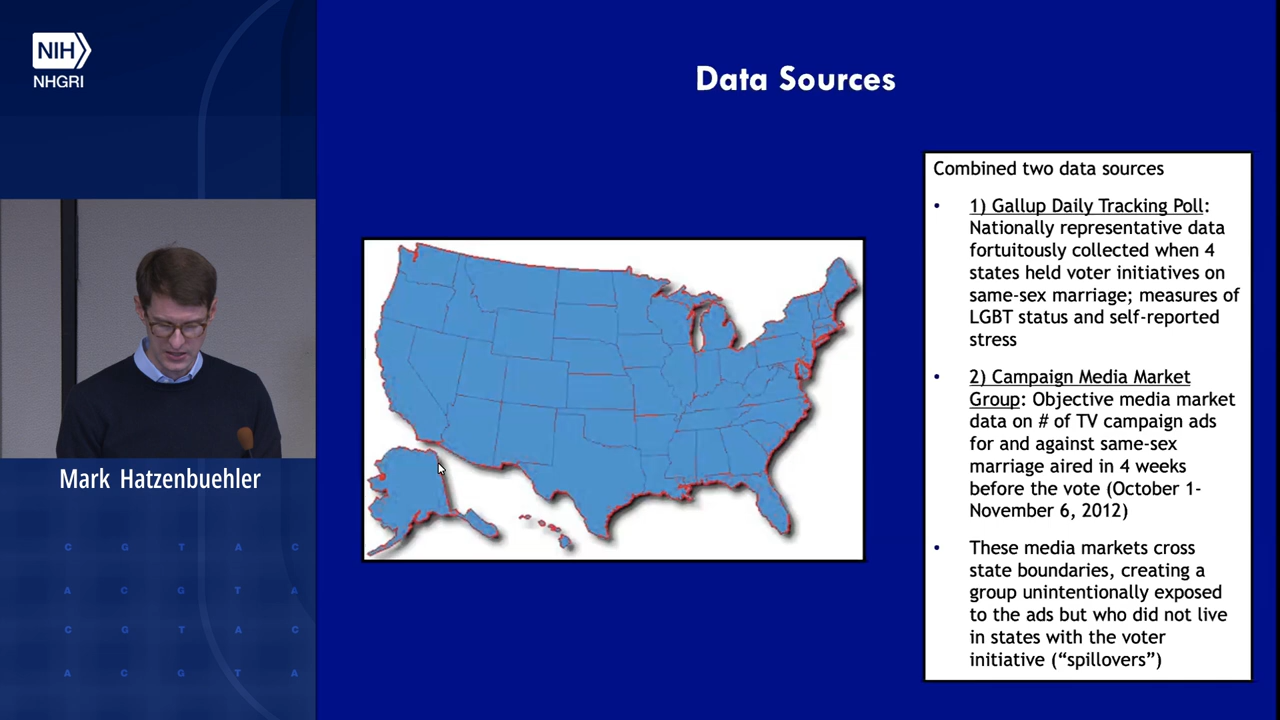 NIH
NHGRI
Data Sources
Combined two data sources
• 1) Gallup Daily Tracking Poll:
Nationally representative data
fortuitously collected when 4
states held voter initiatives on
same-sex marriage; measures of
LGBT status and self-reported
stress
• 2) Campaign Media Market
Group: Objective media market
data on # of TV campaign ads
for and against same-sex
marriage aired in 4 weeks
before the vote (October 1-
November 6, 2012)
• These media markets cross
state boundaries, creating a
group unintentionally exposed
to the ads but who did not live
in states with the voter
initiative (“spillovers”)
Mark Hatzenbuehler
C G T A C
A C G T A
C G T A C
A C G T A